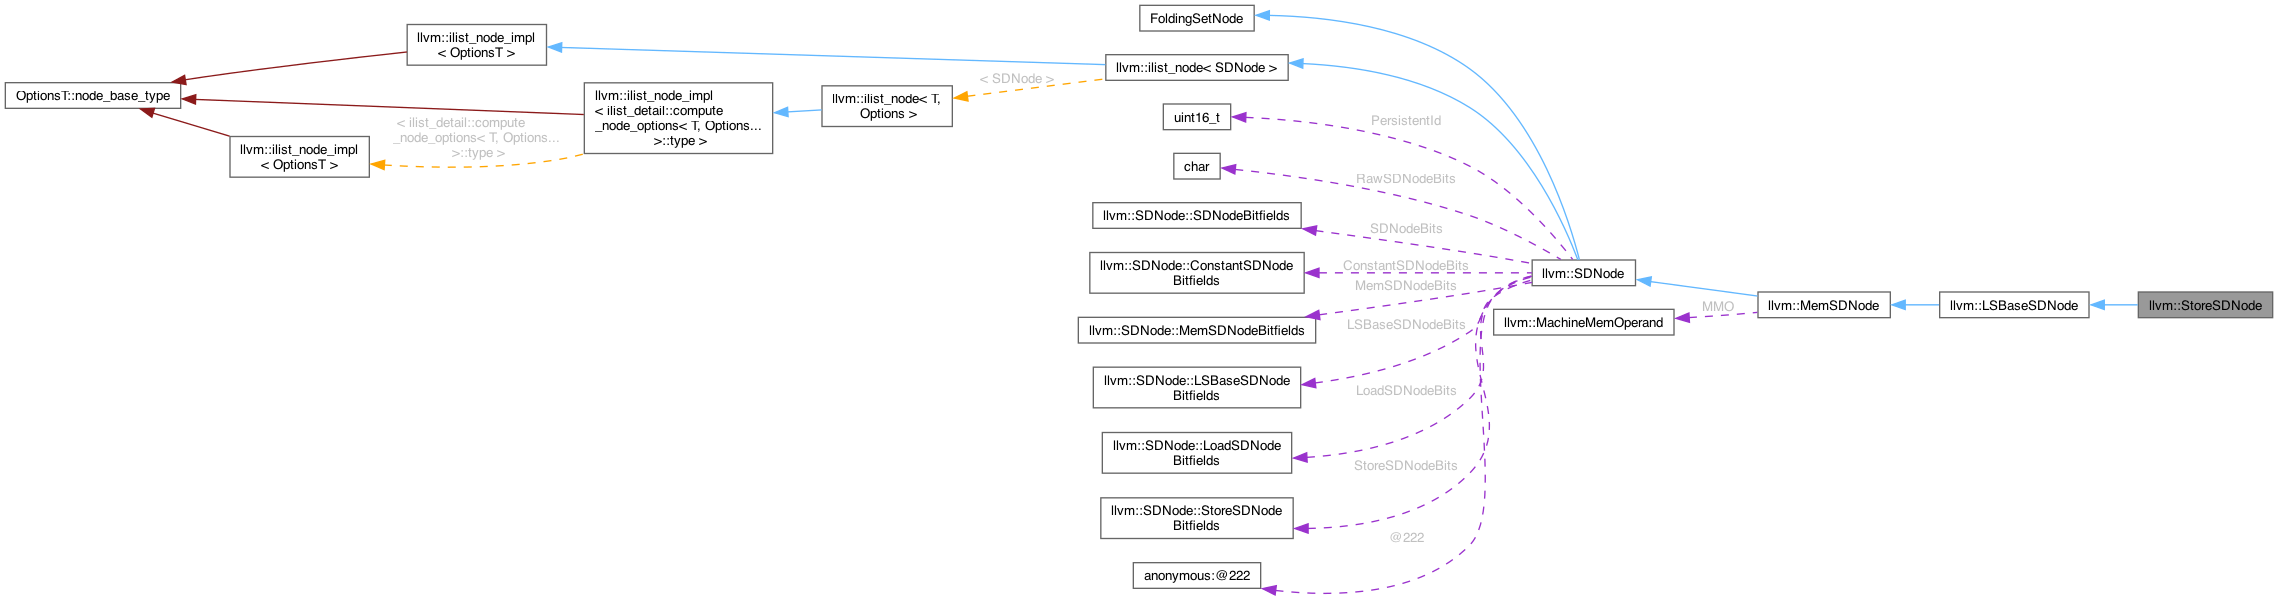 FoldingSetNode
llvm::ilist_node_impl
< OptionsT >
OptionsT::node_base_type
llvm::ilist_node< SDNode >
< SDNode >
llvm::ilist_node_impl
< ilist_detail::compute
_node_options< T, Options...
>::type >
llvm::ilist_node< T,
Options >
< ilist_detail::compute
_node_options< T, Options...
>::type >
llvm::ilist_node_impl
< OptionsT >
uint16_t
PersistentId
char
RawSDNodeBits
llvm::SDNode::SDNodeBitfields
SDNodeBits
llvm::SDNode::ConstantSDNode
Bitfields
ConstantSDNodeBits
MemSDNodeBits
llvm::SDNode::MemSDNodeBitfields
LSBaseSDNodeBits
llvm::SDNode
llvm::MachineMemOperand
MMO
llvm::MemSDNode
llvm::LSBaseSDNode
llvm::StoreSDNode
llvm::SDNode::LSBaseSDNode
Bitfields
LoadSDNodeBits
llvm::SDNode::LoadSDNode
Bitfields
StoreSDNodeBits
llvm::SDNode::StoreSDNode
Bitfields
@222
anonymous:@222